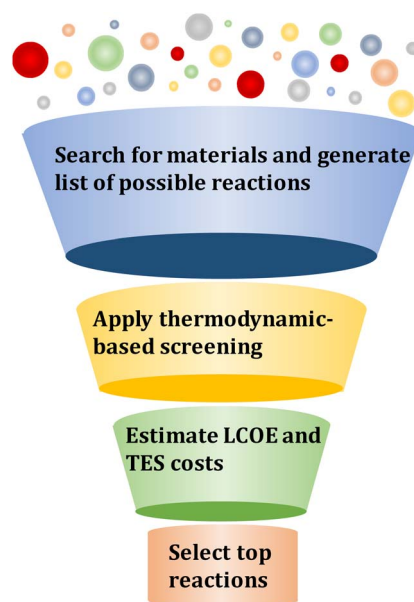 Search for materials and generate
list of possible reactions
Apply thermodynamic-
based screening
Estimate LCOE and
TES costs
Select top
reactions